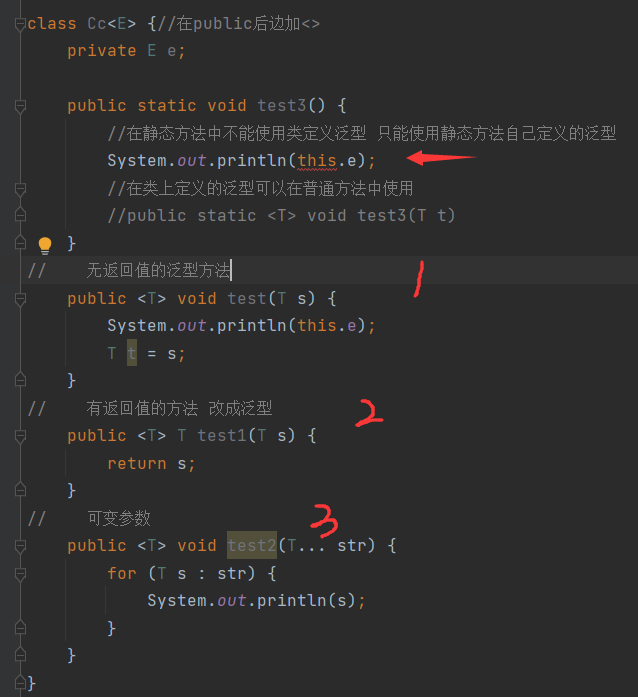 class Cc<E> {//在public后边加<>
private E e;
public static void test3() {
//在静态方法中不能使用类定义泛型 只能使用静态方法自己定义的泛型
System.out.println(this.e);
//在类上定义的泛型可以在普通方法中使用
//public static <T> void test3(T t)
}
// 无返回值的泛型方法
1
public <T> void test(T s) {
System.out.println(this.e);
T t = s;
}
// 有返回值的方法 改成泛型
2
public <T> T test1(T s) {
return s;
}
// 可变参数
3
public <T> void test2(T... str) {
for (T s : str) {
System.out.println(s);
}
}
}